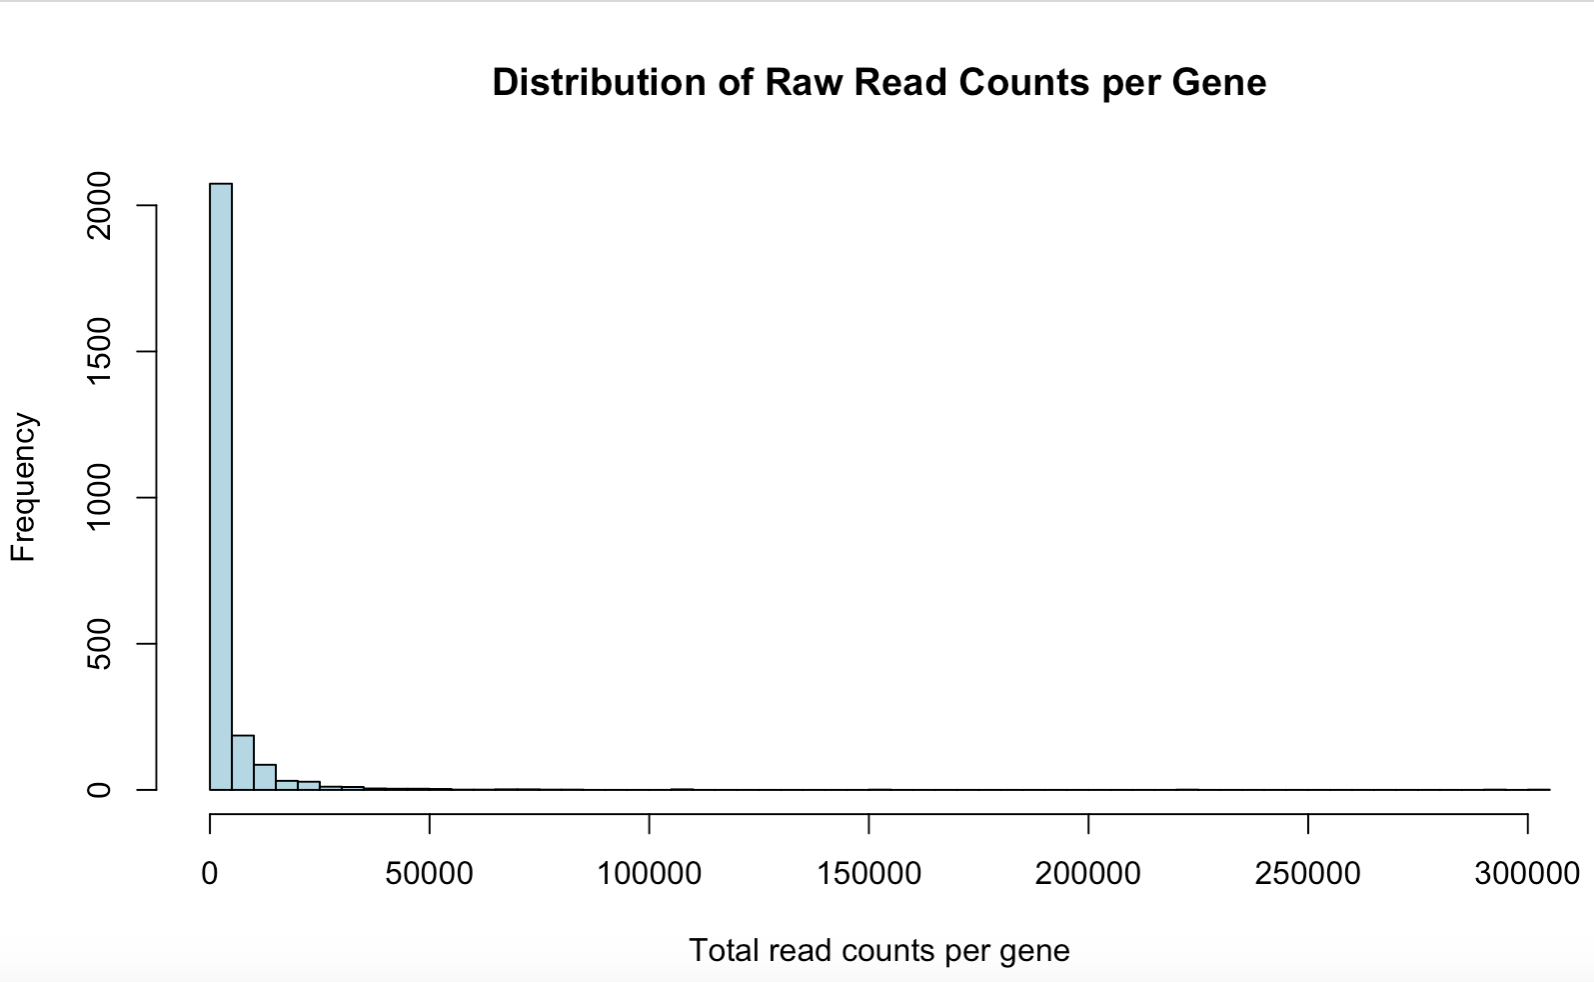 Distribution of Raw Read Counts per Gene
2000
1500
1000
500
0
Frequency
0 50000 100000 150000 200000 250000 300000
Total read counts per gene